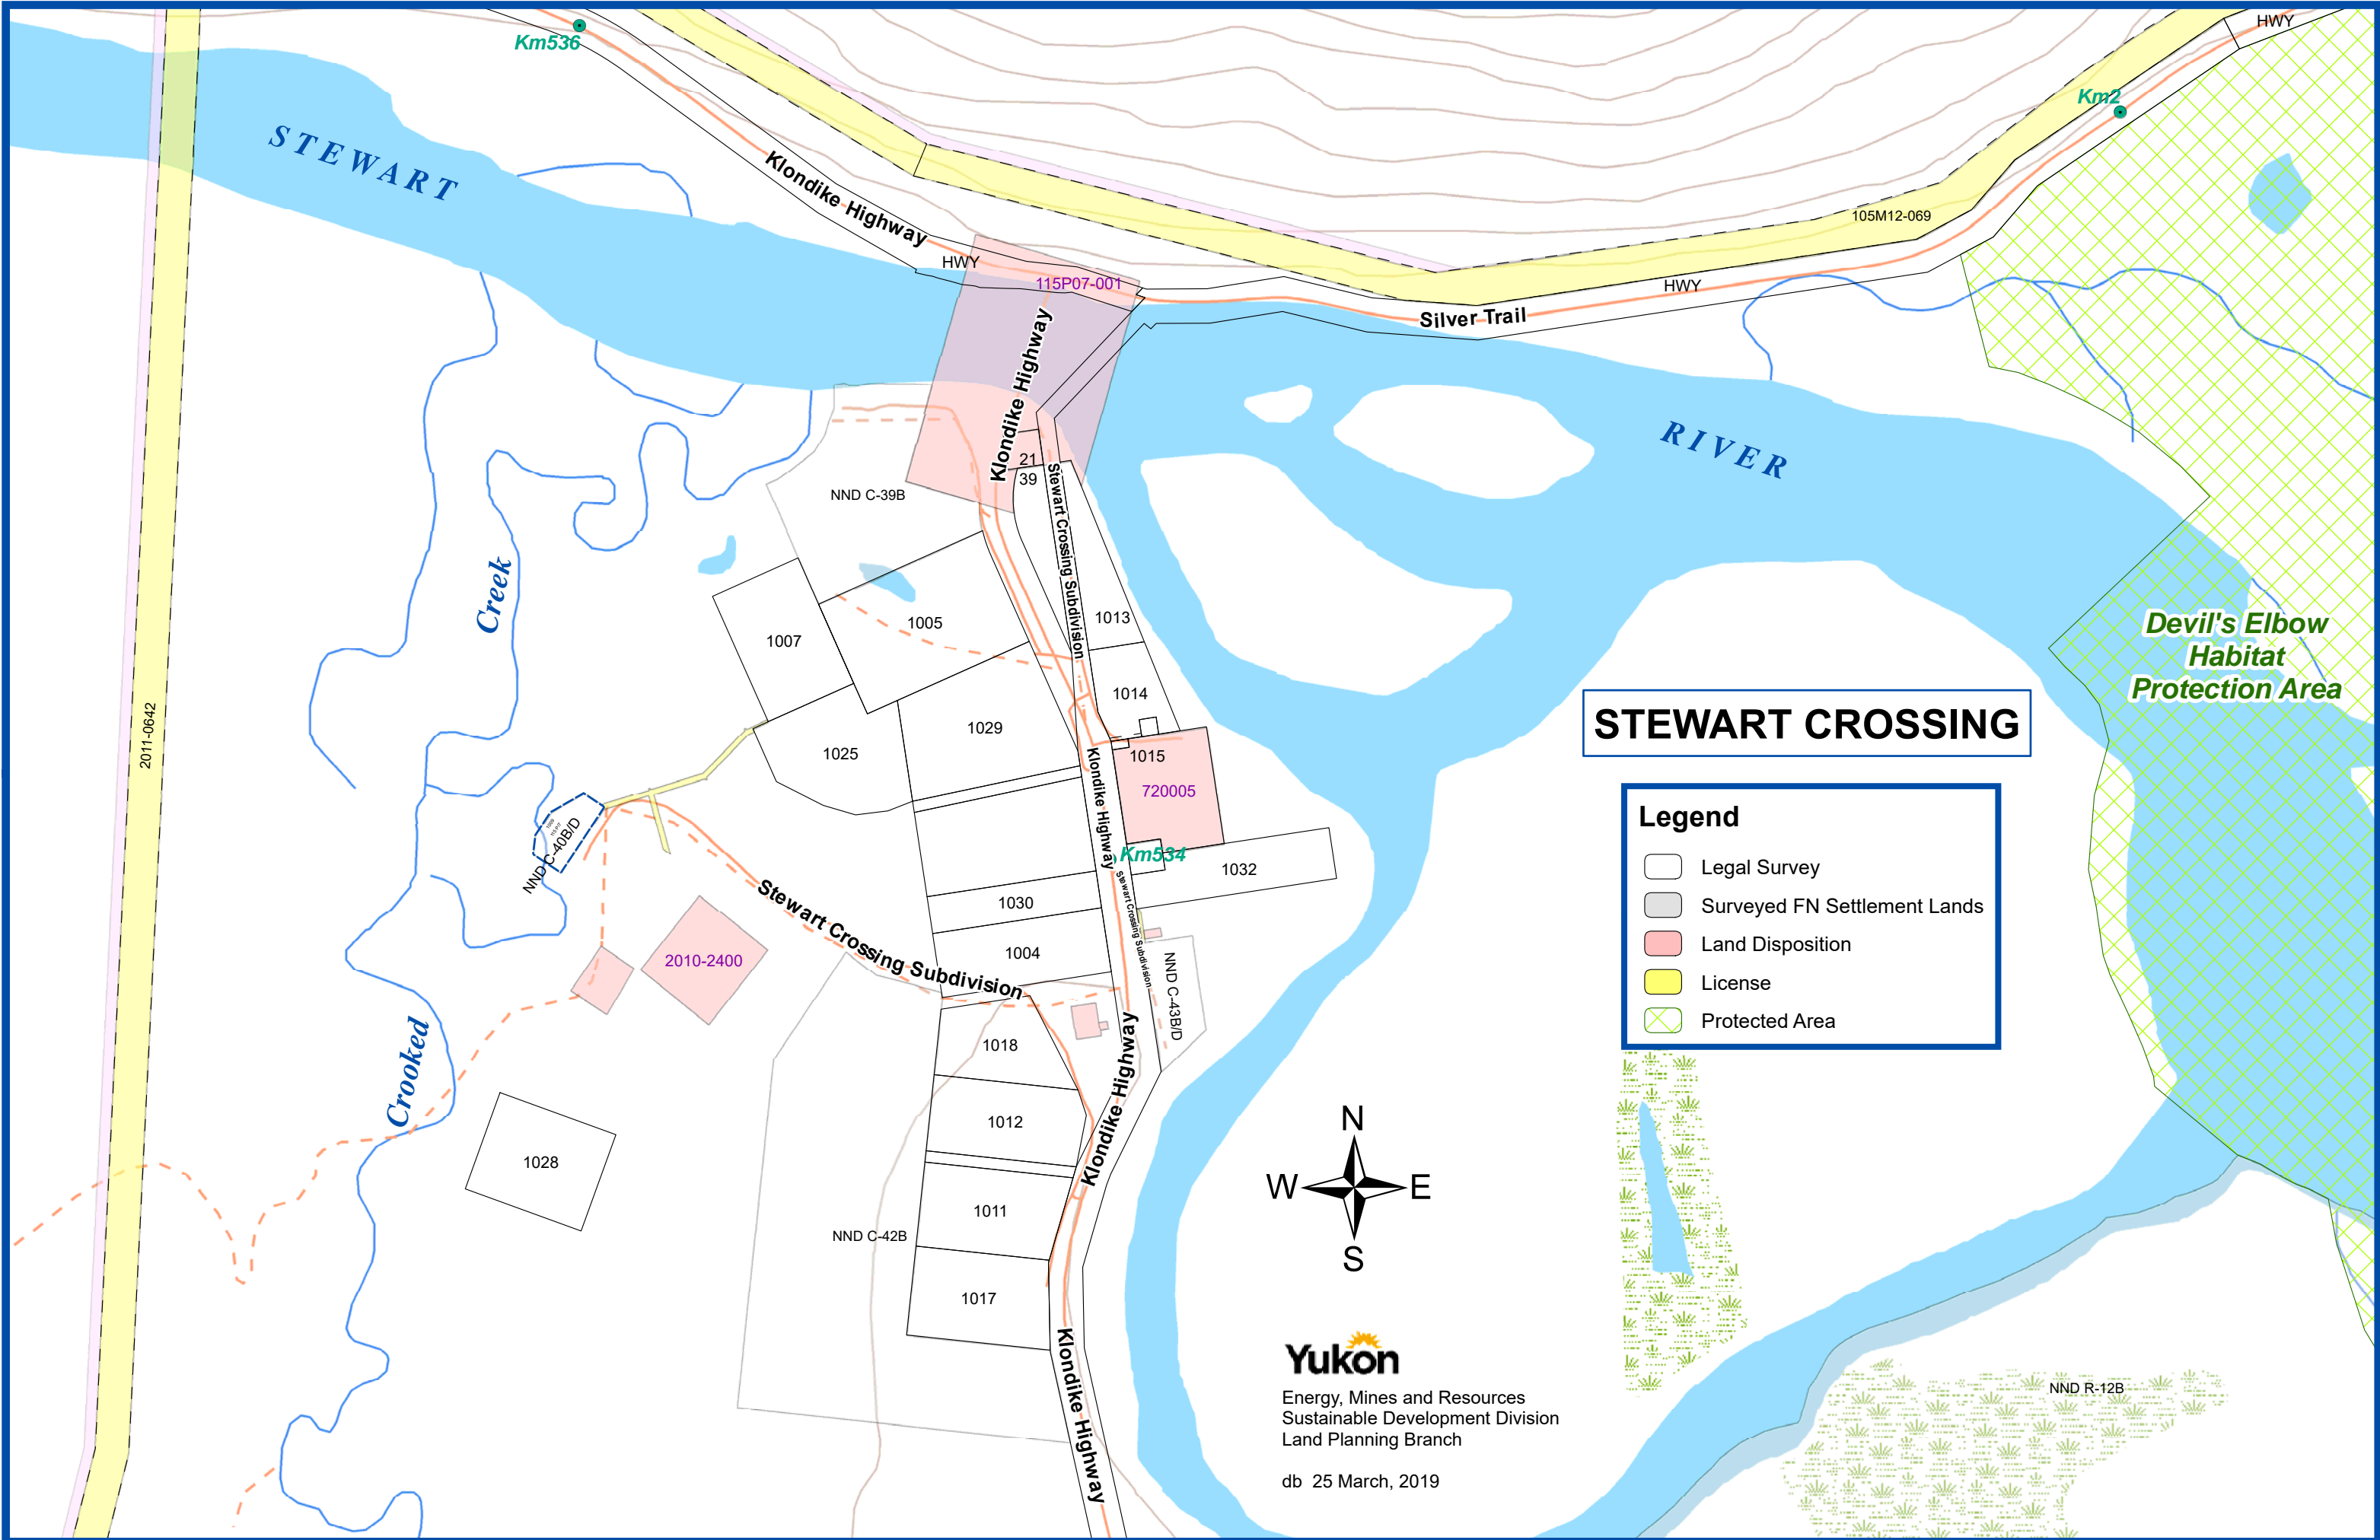 HWY
Km536
Km2
STEWART
Klondike Highway
105M12-069
HWY
115P07-001
HWY
Silver Trail
Klondike Highway
RIVER
21
39
NND C-39B
Stewart Crossing Subdivision
Creek
1005
1013
1007
Devil's Elbow
Habitat
Protection Area
1014
2011-0642
1029
STEWART CROSSING
1025
1015
Klondike Highway
720005
Legend
Legal Survey
Surveyed FN Settlement Lands
Land Disposition
License
Protected Area
NND C-40B/D
Km534
1032
Stewart Crossing Subdivision
1030
Stewart Crossing Subdivision
1004
2010-2400
NND C-43B/D
1018
Crooked
Klondike Highway
1012
1028
N
W
E
S
1011
NND C-42B
1017
Klondike Highway
Yukon
Energy, Mines and Resources
Sustainable Development Division
Land Planning Branch
db 25 March, 2019
NND R-12B